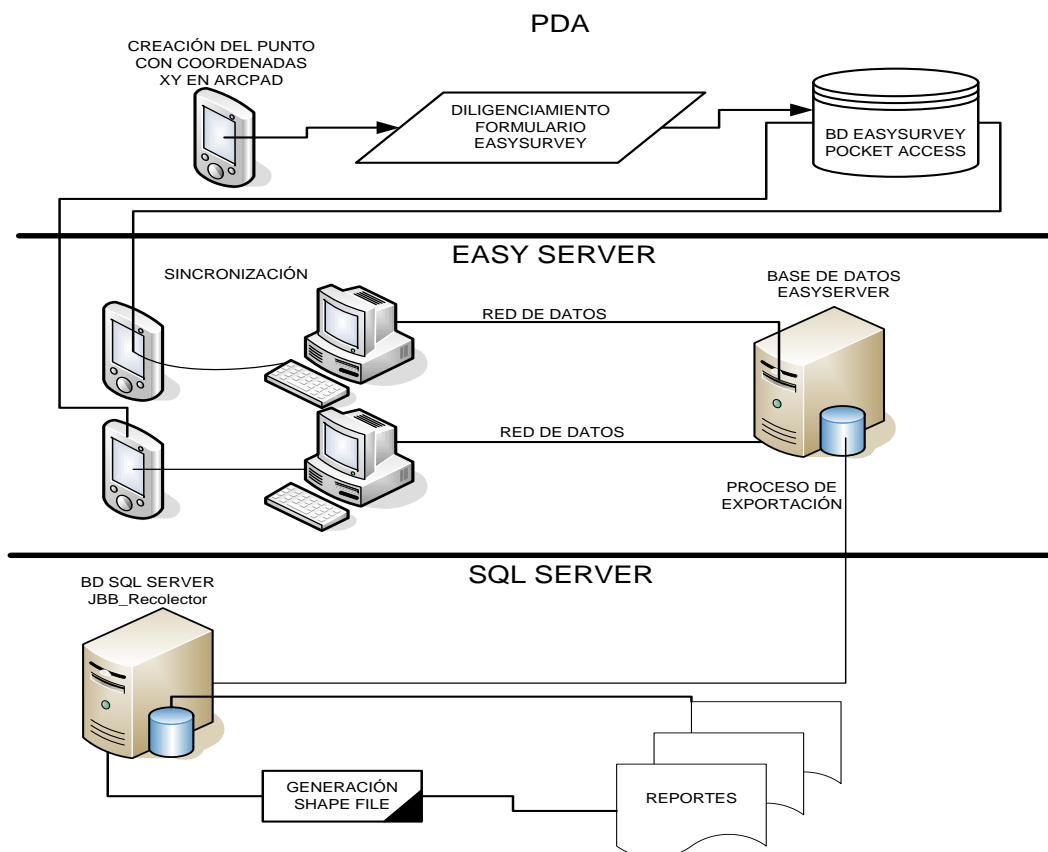 PDA
CREACIÓN DEL PUNTO
CON COORDENADAS
XY EN ARCPAD
DILIGENCIAMIENTO
FORMULARIO
EASYSURVEY
BD EASYSURVEY
POCKET ACCESS
EASY SERVER
SINCRONIZACIÓN
BASE DE DATOS
EASYSERVER
RED DE DATOS
RED DE DATOS
PROCESO DE
EXPORTACIÓN
SQL SERVER
BD SQL SERVER
JBB_Recolector
GENERACIÓN
SHAPE FILE
REPORTES